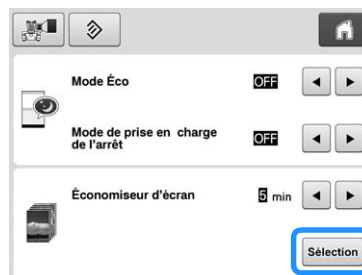 Mode Éco OFF
Mode de prise en charge
de l'arrêt OFF
Économiseur d'écran 5 min
Sélection